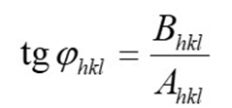 tg φ_hkl = B_hkl / A_hkl